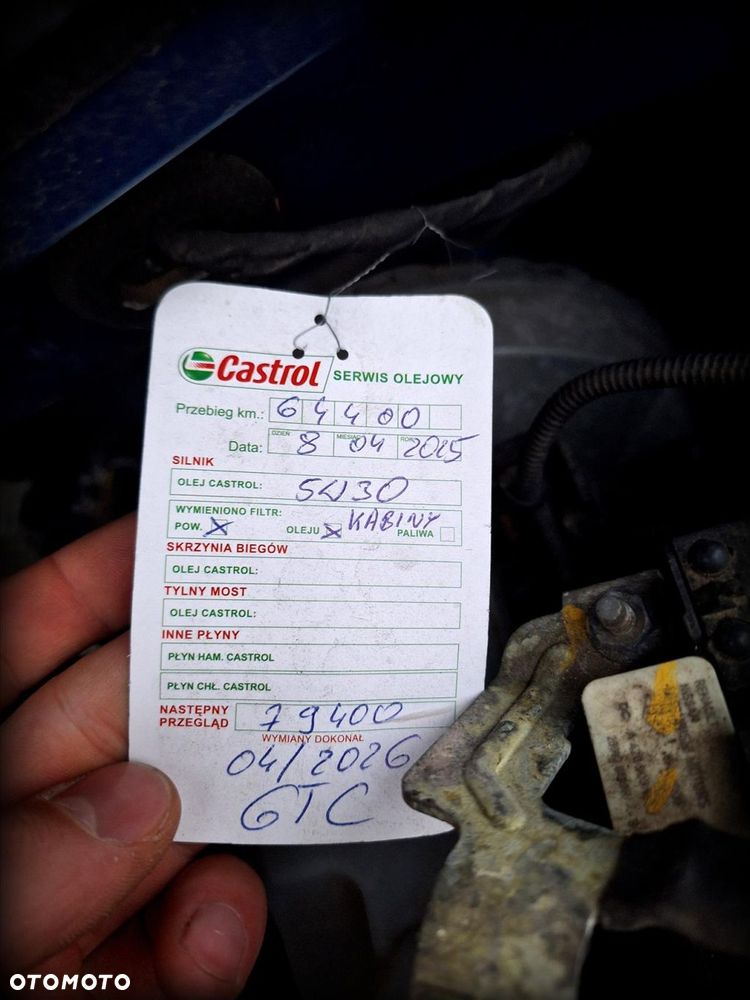 Castrol SERWIS OLEJOWY
Przebieg km.: 64400
DZIEŃ MIESIĄC ROK
Data: 8 04 2025
SILNIK
OLEJ CASTROL: 5W30
WYMIENIONO FILTR: KABINY
POW. X OLEJU X PALIWA
SKRZYNIA BIEGÓW
OLEJ CASTROL:
TYLNY MOST
OLEJ CASTROL:
INNE PŁYNY
PŁYN HAM. CASTROL
PŁYN CHŁ. CASTROL
NASTĘPNY
PRZEGLĄD 79400
WYMIANY DOKONAŁ
04/2026
GTC
OTOMOTO